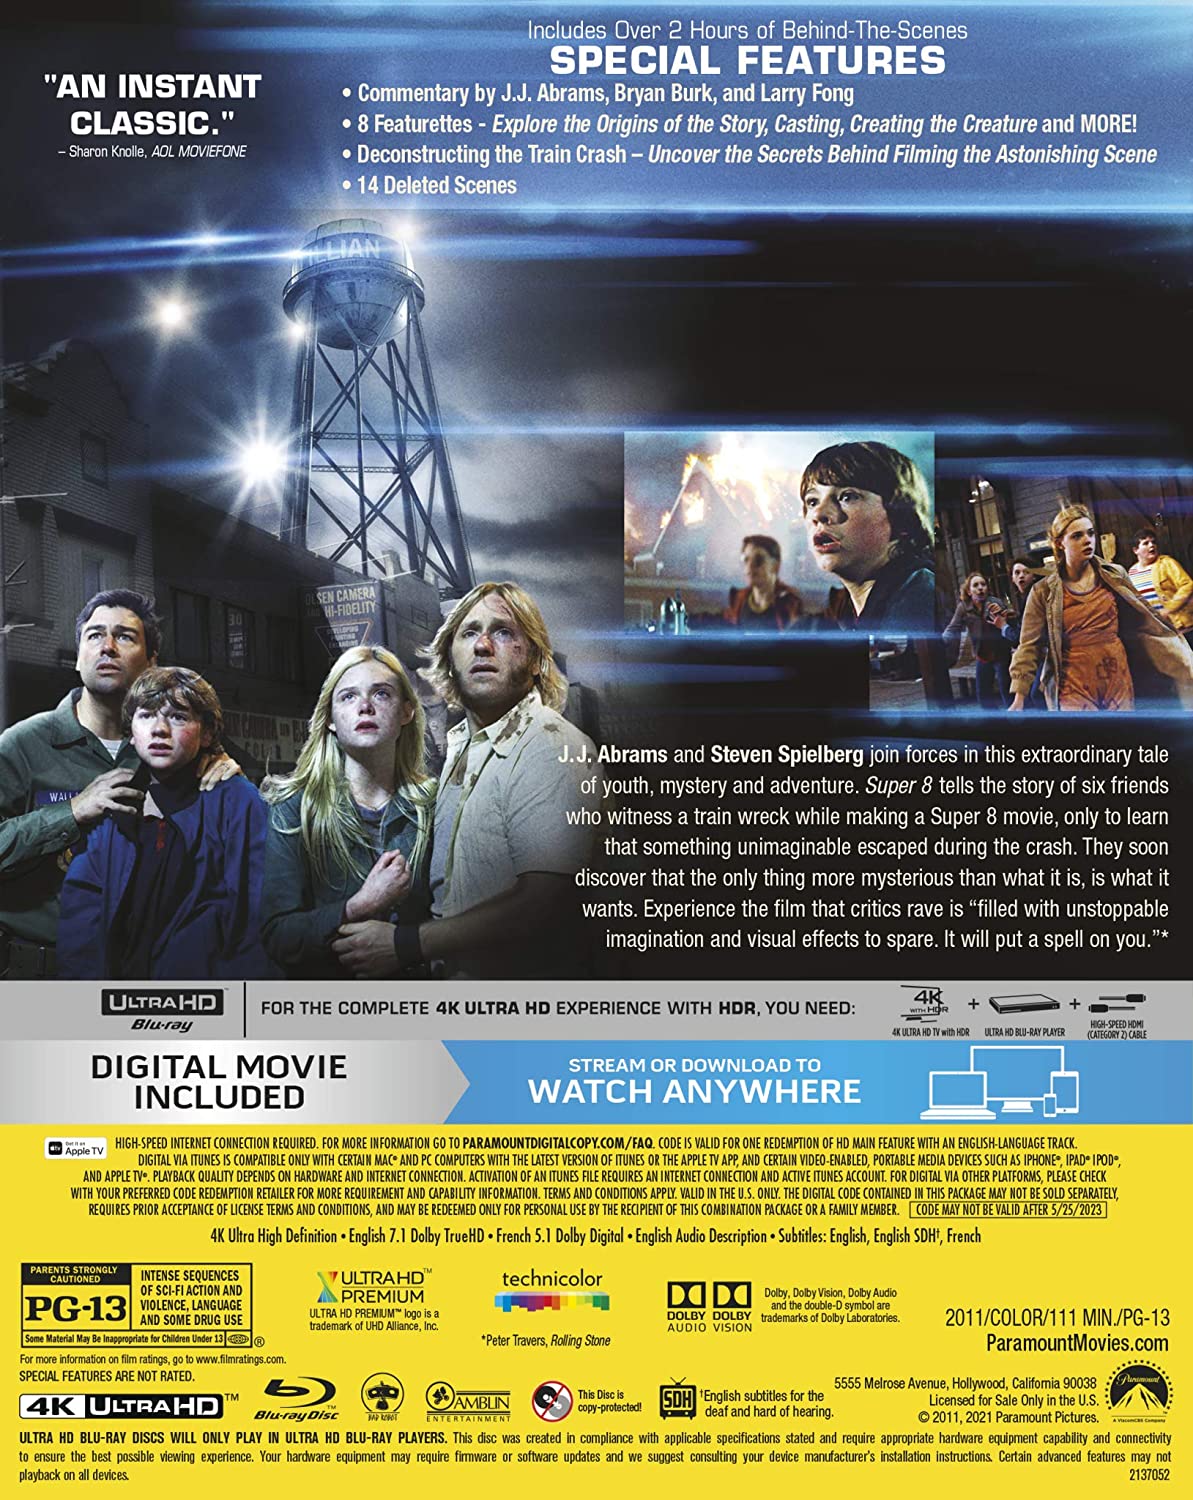 Includes Over 2 Hours of Behind-The-Scenes
SPECIAL FEATURES
"AN INSTANT
CLASSIC."
– Sharon Knolle, AOL MOVIEFONE
• Commentary by J.J. Abrams, Bryan Burk, and Larry Fong
• 8 Featurettes - Explore the Origins of the Story, Casting, Creating the Creature and MORE!
• Deconstructing the Train Crash – Uncover the Secrets Behind Filming the Astonishing Scene
• 14 Deleted Scenes
LLIAN
OLSEN CAMERA
HI-FIDELITY
DEVELOPING
PRINTING
J.J. Abrams and Steven Spielberg join forces in this extraordinary tale
of youth, mystery and adventure. Super 8 tells the story of six friends
who witness a train wreck while making a Super 8 movie, only to learn
that something unimaginable escaped during the crash. They soon
discover that the only thing more mysterious than what it is, is what it
wants. Experience the film that critics rave is “filled with unstoppable
imagination and visual effects to spare. It will put a spell on you.”*
ULTRA HD
Blu-ray™
FOR THE COMPLETE 4K ULTRA HD EXPERIENCE WITH HDR, YOU NEED:
4K
WITH HDR
+ +
4K ULTRA HD TV with HDR
ULTRA HD BLU-RAY PLAYER
HIGH-SPEED HDMI
(CATEGORY 2) CABLE
DIGITAL MOVIE
INCLUDED
STREAM OR DOWNLOAD TO
WATCH ANYWHERE
Get it on
Apple TV
HIGH-SPEED INTERNET CONNECTION REQUIRED. FOR MORE INFORMATION GO TO PARAMOUNTDIGITALCOPY.COM/FAQ. CODE IS VALID FOR ONE REDEMPTION OF HD MAIN FEATURE WITH AN ENGLISH-LANGUAGE TRACK.
DIGITAL VIA ITUNES IS COMPATIBLE ONLY WITH CERTAIN MAC® AND PC COMPUTERS WITH THE LATEST VERSION OF ITUNES OR THE APPLE TV APP, AND CERTAIN VIDEO-ENABLED, PORTABLE MEDIA DEVICES SUCH AS IPHONE®, IPAD® IPOD®,
AND APPLE TV®. PLAYBACK QUALITY DEPENDS ON HARDWARE AND INTERNET CONNECTION. ACTIVATION OF AN ITUNES FILE REQUIRES AN INTERNET CONNECTION AND ACTIVE ITUNES ACCOUNT. FOR DIGITAL VIA OTHER PLATFORMS, PLEASE CHECK
WITH YOUR PREFERRED CODE REDEMPTION RETAILER FOR MORE REQUIREMENT AND CAPABILITY INFORMATION. TERMS AND CONDITIONS APPLY. VALID IN THE U.S. ONLY. THE DIGITAL CODE CONTAINED IN THIS PACKAGE MAY NOT BE SOLD SEPARATELY,
REQUIRES PRIOR ACCEPTANCE OF LICENSE TERMS AND CONDITIONS, AND MAY BE REDEEMED ONLY FOR PERSONAL USE BY THE RECIPIENT OF THIS COMBINATION PACKAGE OR A FAMILY MEMBER. CODE MAY NOT BE VALID AFTER 5/25/2023
4K Ultra High Definition • English 7.1 Dolby TrueHD • French 5.1 Dolby Digital • English Audio Description • Subtitles: English, English SDH†, French
PARENTS STRONGLY
CAUTIONED
PG-13
INTENSE SEQUENCES
OF SCI-FI ACTION AND
VIOLENCE, LANGUAGE
AND SOME DRUG USE
Some Material May Be Inappropriate for Children Under 13
®
For more information on film ratings, go to www.filmratings.com.
SPECIAL FEATURES ARE NOT RATED.
ULTRA HD™
PREMIUM
ULTRA HD PREMIUM™ logo is a
trademark of UHD Alliance, Inc.
technicolor
*Peter Travers, Rolling Stone
DOLBY AUDIO
DOLBY VISION
Dolby, Dolby Vision, Dolby Audio
and the double-D symbol are
trademarks of Dolby Laboratories.
2011/COLOR/111 MIN./PG-13
ParamountMovies.com
4K ULTRA HD™
Blu-ray Disc™
BAD ROBOT
AMBLIN
ENTERTAINMENT
This Disc is
copy-protected!
SDH
†English subtitles for the
deaf and hard of hearing.
5555 Melrose Avenue, Hollywood, California 90038
Licensed for Sale Only in the U.S.
© 2011, 2021 Paramount Pictures.
Paramount
A ViacomCBS Company
ULTRA HD BLU-RAY DISCS WILL ONLY PLAY IN ULTRA HD BLU-RAY PLAYERS. This disc was created in compliance with applicable specifications stated and require appropriate hardware equipment capability and connectivity
to ensure the best possible viewing experience. Your hardware equipment may require firmware or software updates and we suggest consulting your device manufacturer's installation instructions. Certain advanced features may not
playback on all devices.
2137052